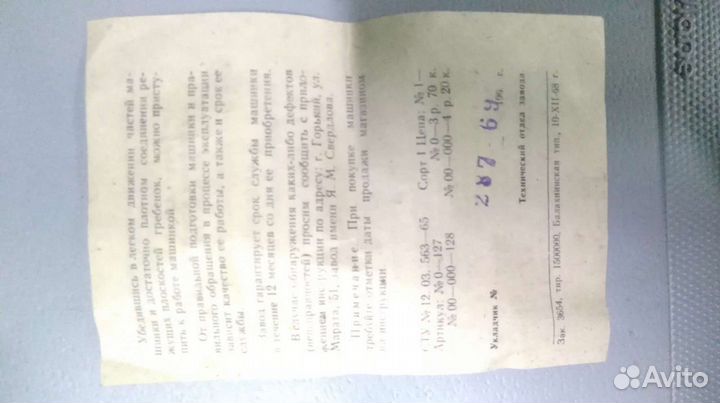 Убедившись в легком движении частей ма-
шинки и достаточно плотном соединения ре-
жущих плоскостей гребенок, можно присту-
пить к работе машинкой.
От правильной подготовки машинки и пра-
вильного обращения в процессе эксплуатации
зависит качество ее работы, а также и срок ее
службы
Завод гарантирует срок службы машинки
в течение 12 месяцев со дня ее приобретения.
В случае обнаружения каких-либо дефектов
(неисправностей) просим сообщить с прило-
жением инструкции по адресу: г. Горький, ул.
Марата, 51, завод имени Я. М. Свердлова.
Примечание. При покупке машинки
требуйте отметки даты продажи магазином
на инструкции
СТУ № 12. 03. 563—65 Сорт 1 Цена: № 1—
Артикул: № 0—127 № 0—3 р. 70 к.
№ 00—000—128 № 00—000—4 р. 20 к.
Укладчик № 287 69 г.
Технический отдел завода
Зак. 3654, тир. 150000, Балахнинская тип., 19-XII-68 г.
Avito